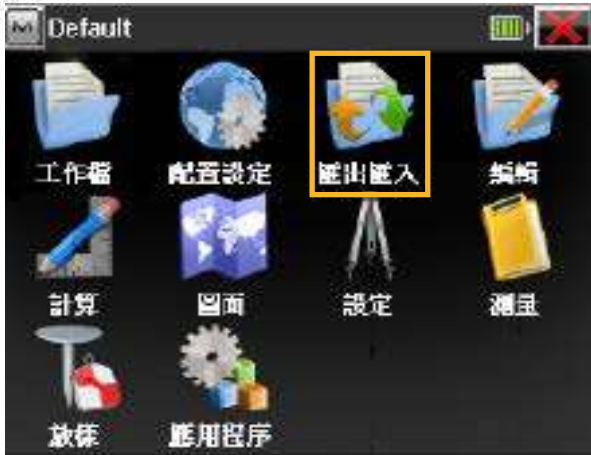 Default
工作檔 配置設定 匯出匯入 編輯
計算 圖面 設定 測量
放樣 應用程序